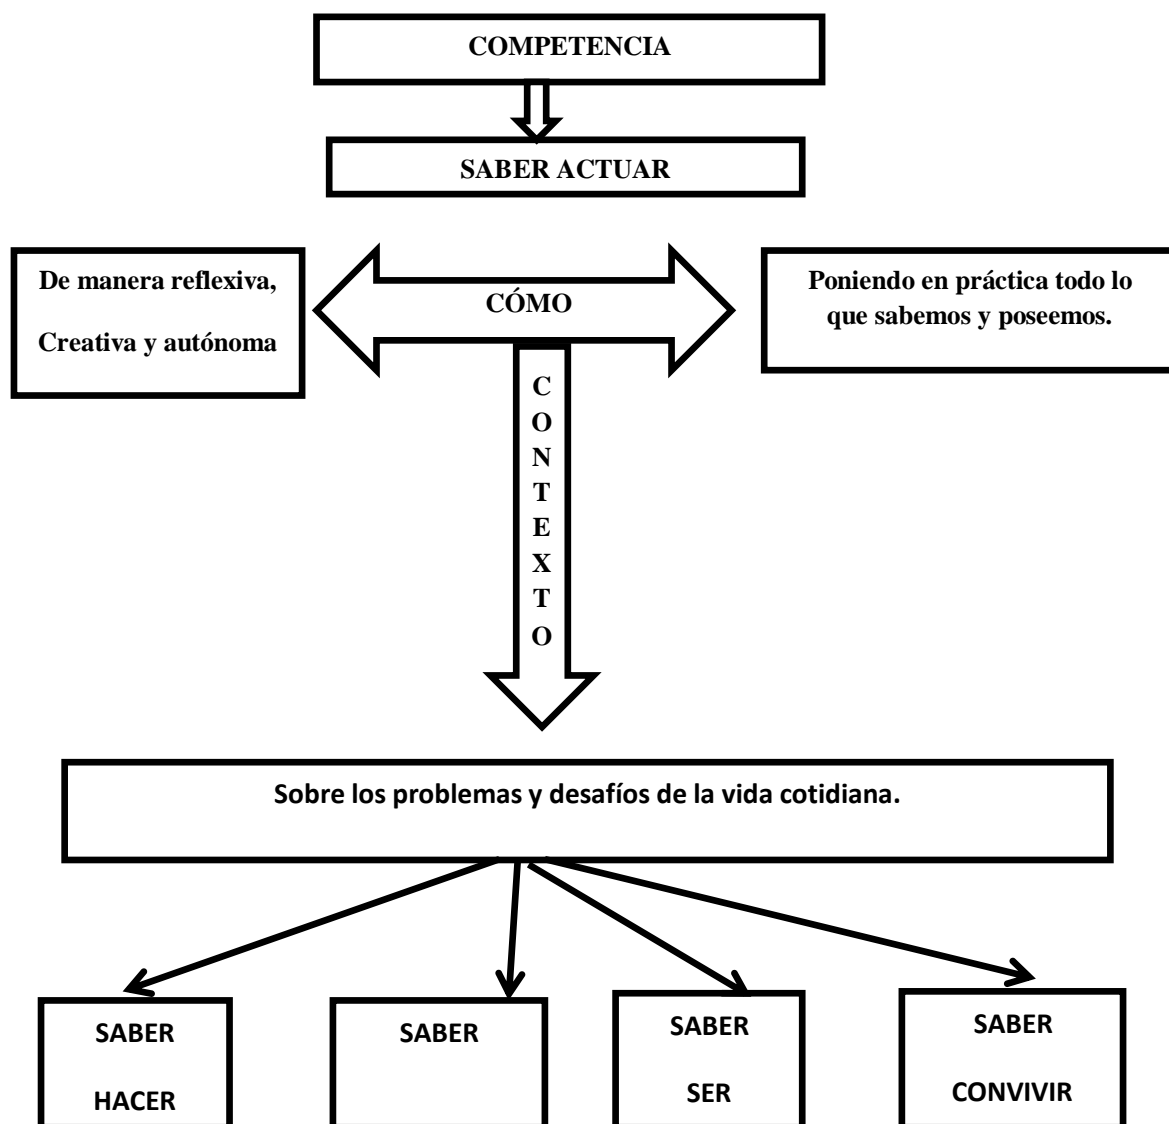 COMPETENCIA
SABER ACTUAR
De manera reflexiva,
Creativa y autónoma
CÓMO
Poniendo en práctica todo lo
que sabemos y poseemos.
CONTEXTO
Sobre los problemas y desafíos de la vida cotidiana.
SABER
HACER
SABER
SABER
SER
SABER
CONVIVIR